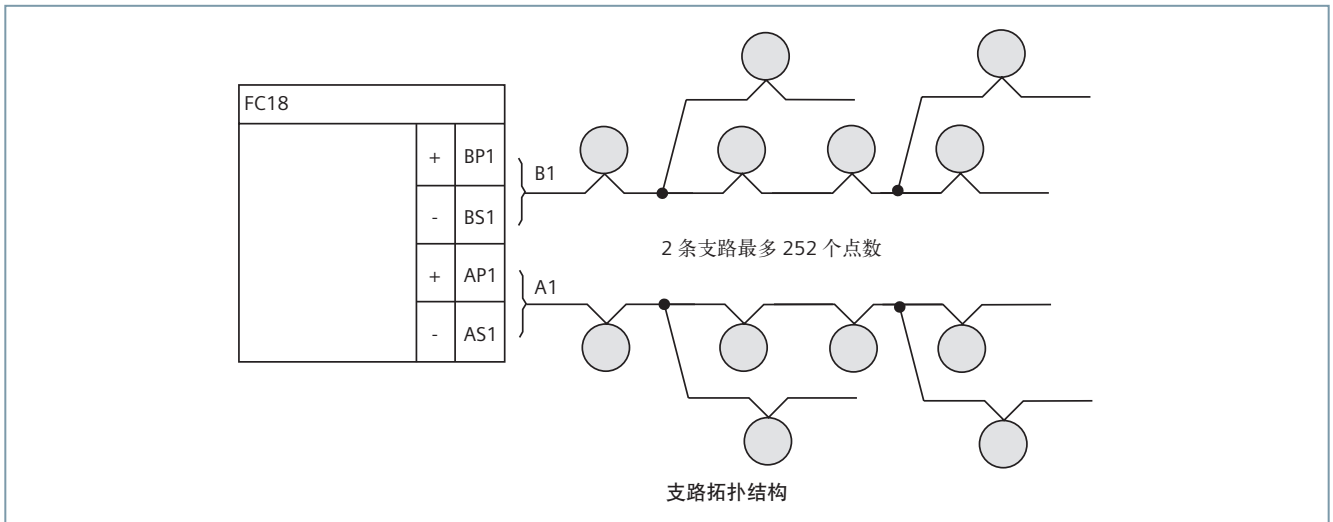 FC18
+ BP1
B1
- BS1
2 条支路最多 252 个点数
+ AP1
A1
- AS1
支路拓扑结构